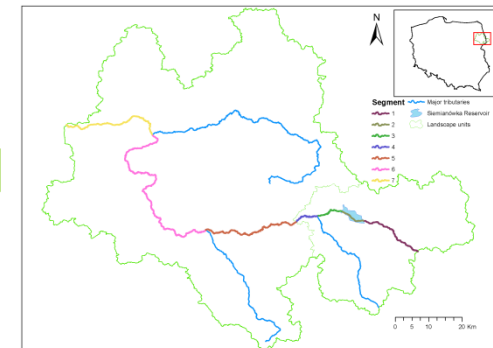 N
Segment
1
2
3
4
5
6
7
Major tributaries
Siemianówka Reservoir
Landscape units
0 5 10 20 Km